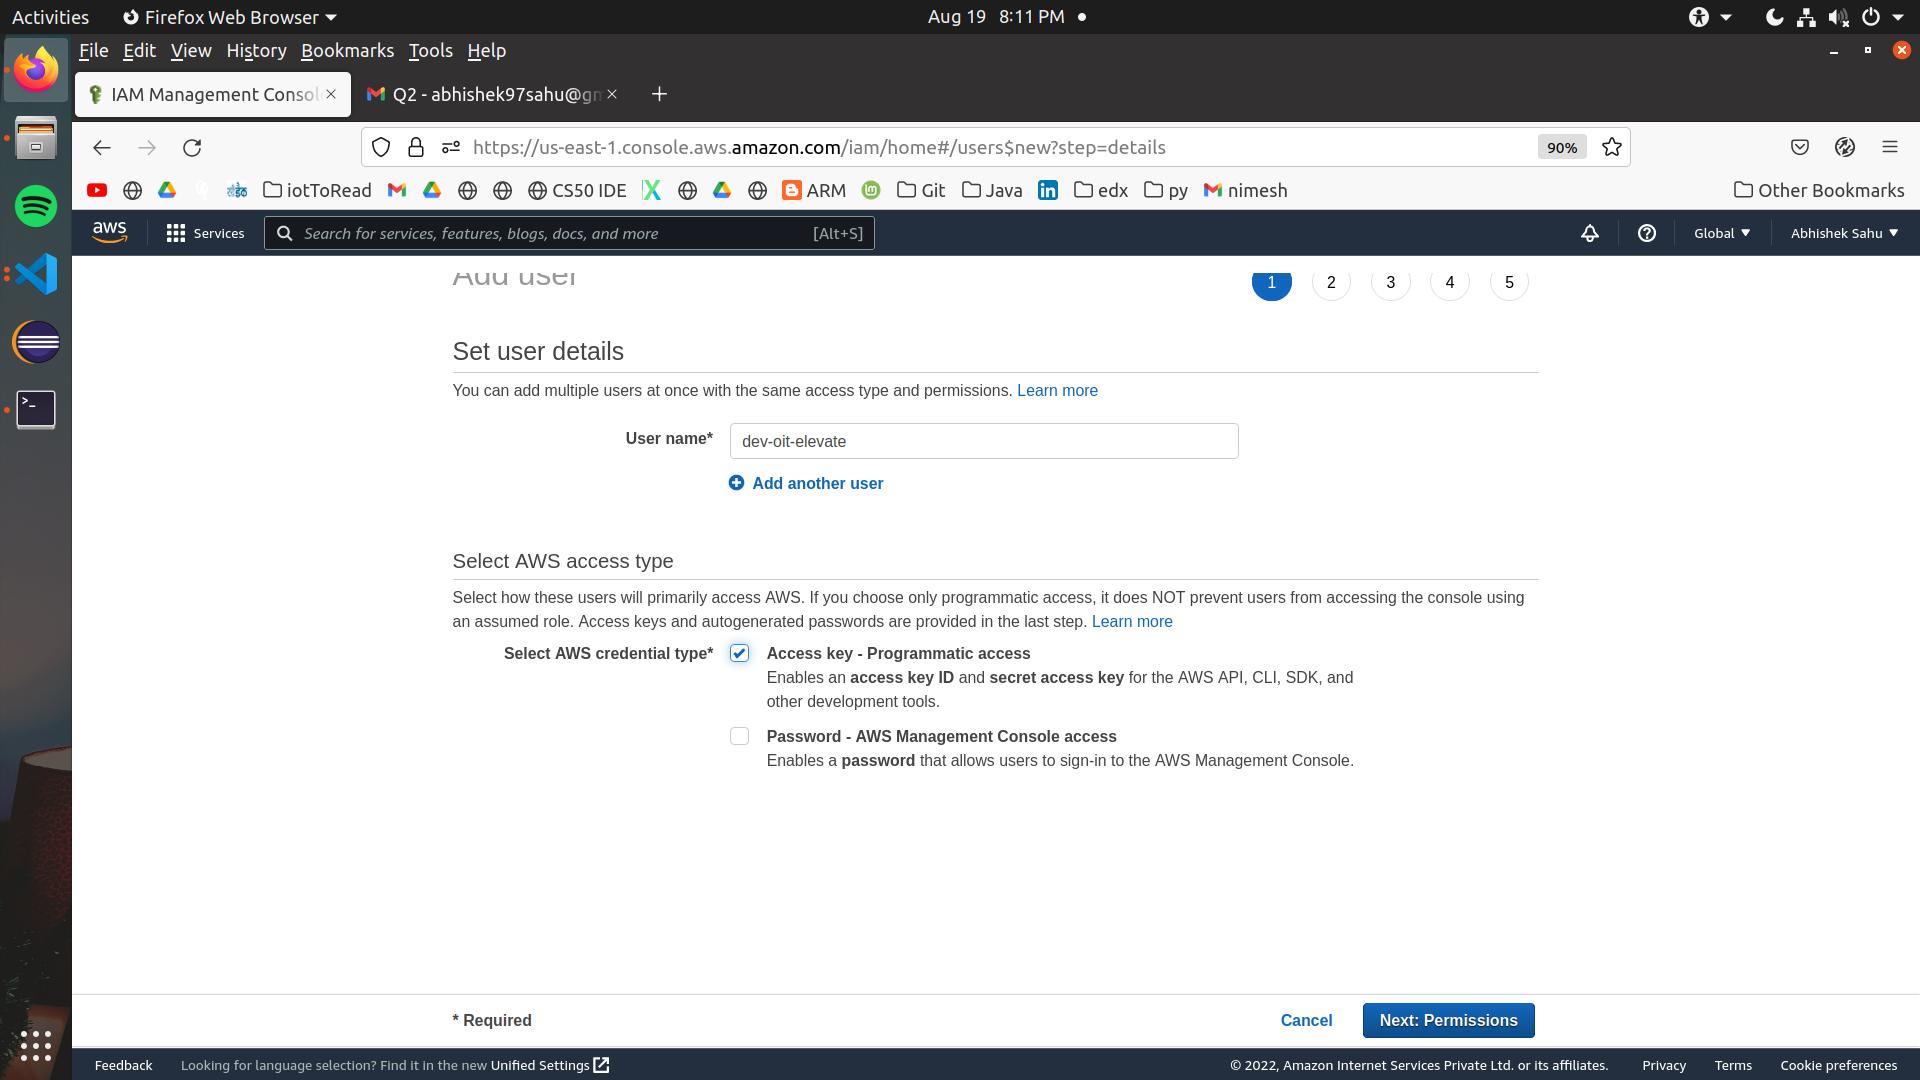 Activities
Firefox Web Browser
Aug 19 8:11 PM
File Edit View History Bookmarks Tools Help
IAM Management Consol
Q2 - abhishek97sahu@gm
https://us-east-1.console.aws.amazon.com/iam/home#/users$new?step=details
90%
iotToRead
CS50 IDE
ARM
Git
Java
edx
py
nimesh
Other Bookmarks
aws
Services
Search for services, features, blogs, docs, and more
[Alt+S]
Global
Abhishek Sahu
Add user
1 2 3 4 5
Set user details
You can add multiple users at once with the same access type and permissions. Learn more
User name*
dev-oit-elevate
Add another user
Select AWS access type
Select how these users will primarily access AWS. If you choose only programmatic access, it does NOT prevent users from accessing the console using
an assumed role. Access keys and autogenerated passwords are provided in the last step. Learn more
Select AWS credential type*
Access key - Programmatic access
Enables an access key ID and secret access key for the AWS API, CLI, SDK, and
other development tools.
Password - AWS Management Console access
Enables a password that allows users to sign-in to the AWS Management Console.
* Required
Cancel
Next: Permissions
Feedback
Looking for language selection? Find it in the new Unified Settings
© 2022, Amazon Internet Services Private Ltd. or its affiliates.
Privacy
Terms
Cookie preferences